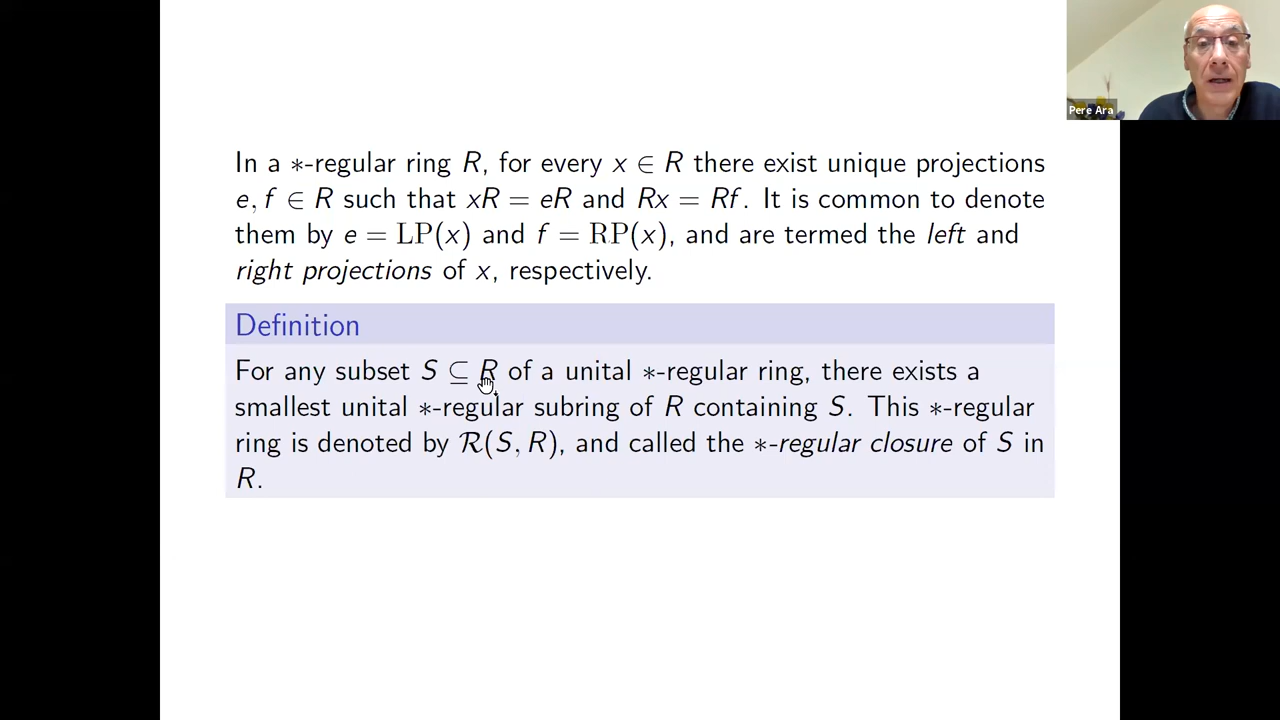 Pere Ara
In a ∗-regular ring R, for every x ∈ R there exist unique projections
e, f ∈ R such that xR = eR and Rx = Rf. It is common to denote
them by e = LP(x) and f = RP(x), and are termed the left and
right projections of x, respectively.
Definition
For any subset S ⊆ R of a unital ∗-regular ring, there exists a
smallest unital ∗-regular subring of R containing S. This ∗-regular
ring is denoted by ℛ(S, R), and called the ∗-regular closure of S in
R.